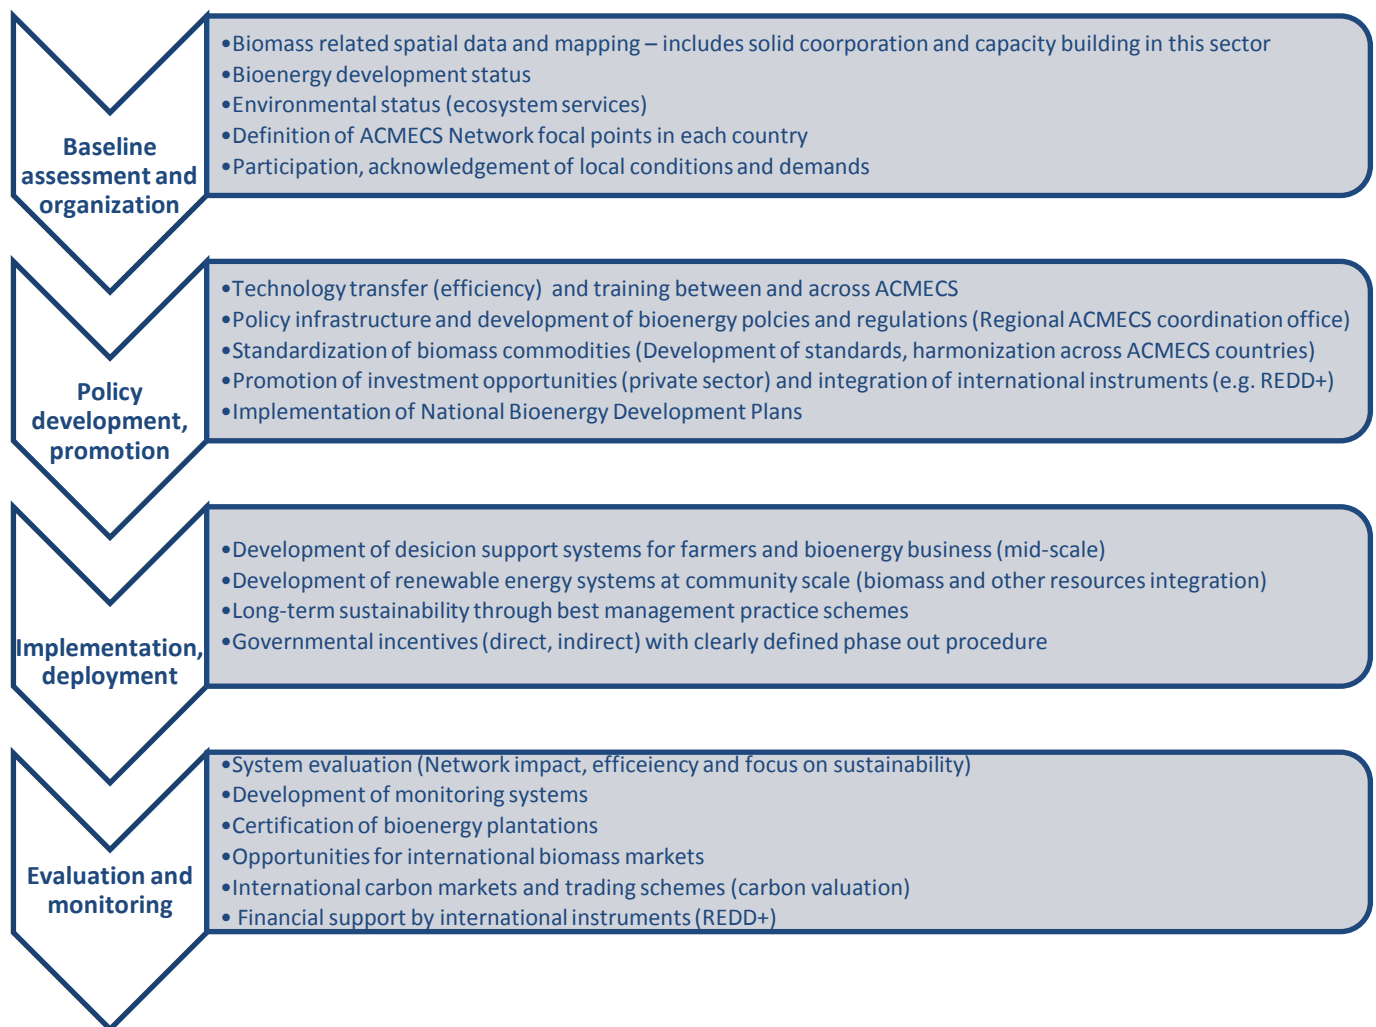 Baseline
assessment and
organization
•Biomass related spatial data and mapping – includes solid coorporation and capacity building in this sector
•Bioenergy development status
•Environmental status (ecosystem services)
•Definition of ACMECS Network focal points in each country
•Participation, acknowledgement of local conditions and demands
Policy
development,
promotion
•Technology transfer (efficiency) and training between and across ACMECS
•Policy infrastructure and development of bioenergy polcies and regulations (Regional ACMECS coordination office)
•Standardization of biomass commodities (Development of standards, harmonization across ACMECS countries)
•Promotion of investment opportunities (private sector) and integration of international instruments (e.g. REDD+)
•Implementation of National Bioenergy Development Plans
Implementation,
deployment
•Development of desicion support systems for farmers and bioenergy business (mid-scale)
•Development of renewable energy systems at community scale (biomass and other resources integration)
•Long-term sustainability through best management practice schemes
•Governmental incentives (direct, indirect) with clearly defined phase out procedure
Evaluation and
monitoring
•System evaluation (Network impact, efficeiency and focus on sustainability)
•Development of monitoring systems
•Certification of bioenergy plantations
•Opportunities for international biomass markets
•International carbon markets and trading schemes (carbon valuation)
• Financial support by international instruments (REDD+)